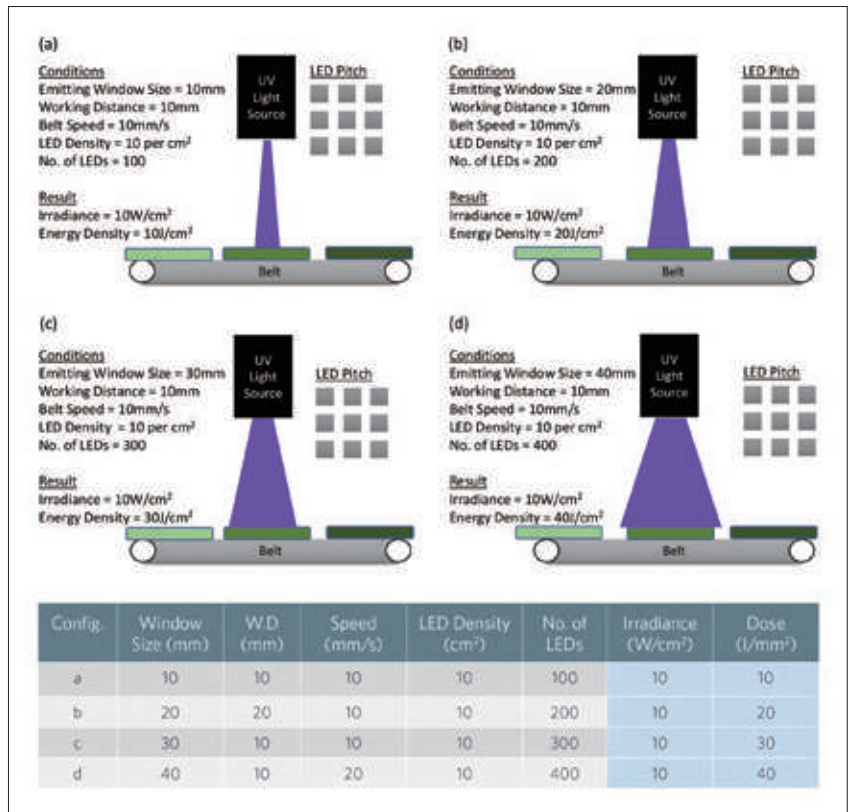 (a)
Conditions
Emitting Window Size = 10mm
Working Distance = 10mm
Belt Speed = 10mm/s
LED Density = 10 per cm²
No. of LEDs = 100
Result
Irradiance = 10W/cm²
Energy Density = 10J/cm²
UV
Light
Source
LED Pitch
Belt
(b)
Conditions
Emitting Window Size = 20mm
Working Distance = 10mm
Belt Speed = 10mm/s
LED Density = 10 per cm²
No. of LEDs = 200
Result
Irradiance = 10W/cm²
Energy Density = 20J/cm²
UV
Light
Source
LED Pitch
Belt
(c)
Conditions
Emitting Window Size = 30mm
Working Distance = 10mm
Belt Speed = 10mm/s
LED Density = 10 per cm²
No. of LEDs = 300
Result
Irradiance = 10W/cm²
Energy Density = 30J/cm²
UV
Light
Source
LED Pitch
Belt
(d)
Conditions
Emitting Window Size = 40mm
Working Distance = 10mm
Belt Speed = 10mm/s
LED Density = 10 per cm²
No. of LEDs = 400
Result
Irradiance = 10W/cm²
Energy Density = 40J/cm²
UV
Light
Source
LED Pitch
Belt
Config. Window W.D Speed LED Density No. of Irradiance Dose
Size (mm) (mm) (mm/s) (cm²) LEDs (W/cm²) (J/mm²)
a 10 10 10 10 100 10 10
b 20 20 10 10 200 10 20
c 30 10 10 10 300 10 30
d 40 10 20 10 400 10 40